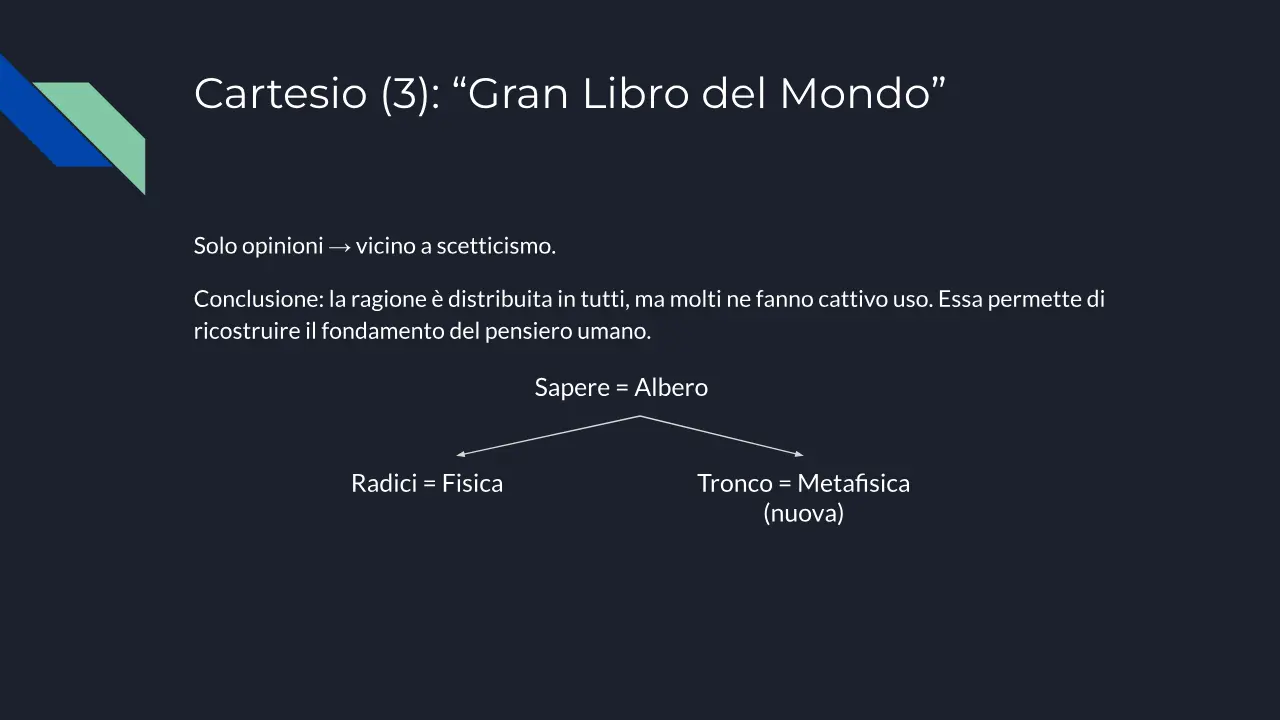 Cartesio (3): “Gran Libro del Mondo”
Solo opinioni → vicino a scetticismo.
Conclusione: la ragione è distribuita in tutti, ma molti ne fanno cattivo uso. Essa permette di
ricostruire il fondamento del pensiero umano.
Sapere = Albero
Radici = Fisica
Tronco = Metafisica
(nuova)